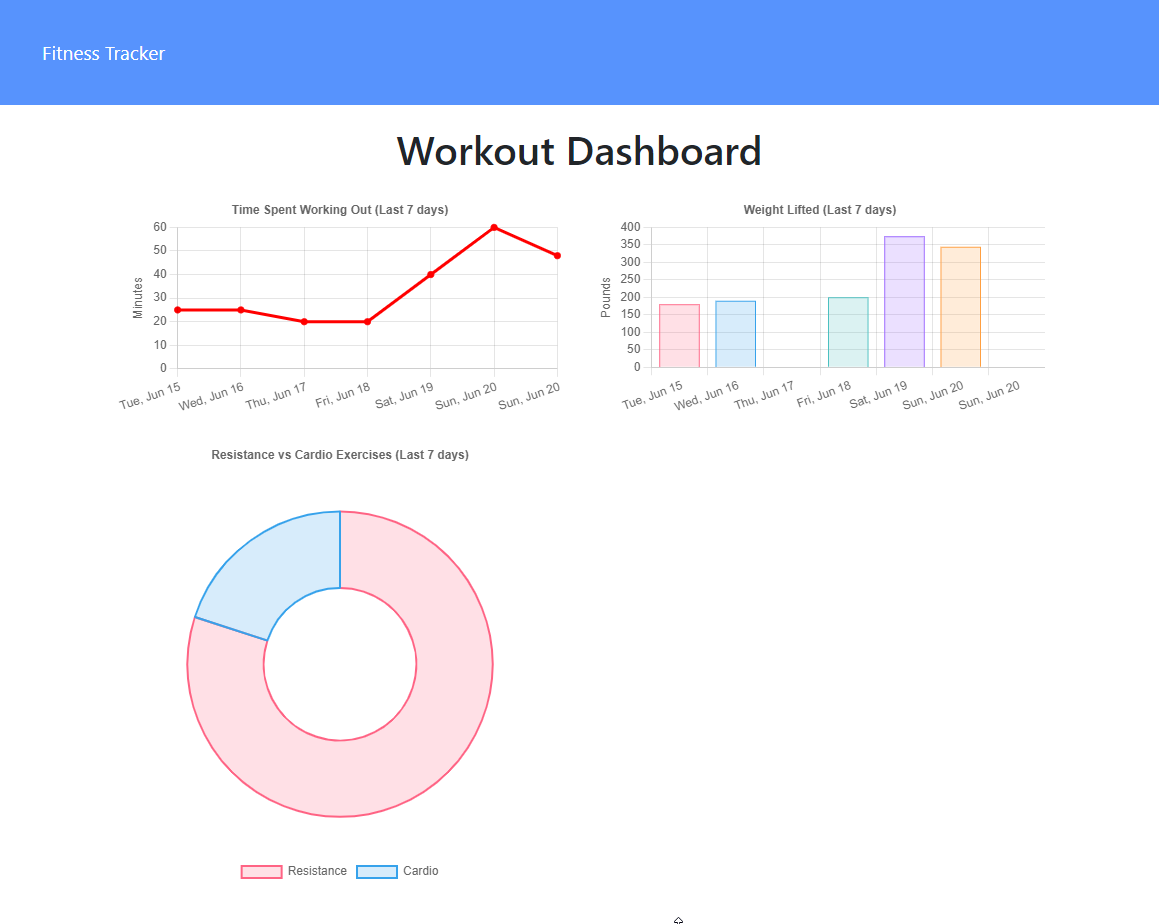 Fitness Tracker
Workout Dashboard
Time Spent Working Out (Last 7 days)
60
50
40
30
20
10
0
Minutes
Tue, Jun 15
Wed, Jun 16
Thu, Jun 17
Fri, Jun 18
Sat, Jun 19
Sun, Jun 20
Sun, Jun 20
Weight Lifted (Last 7 days)
400
350
300
250
200
150
100
50
0
Pounds
Tue, Jun 15
Wed, Jun 16
Thu, Jun 17
Fri, Jun 18
Sat, Jun 19
Sun, Jun 20
Sun, Jun 20
Resistance vs Cardio Exercises (Last 7 days)
Resistance
Cardio